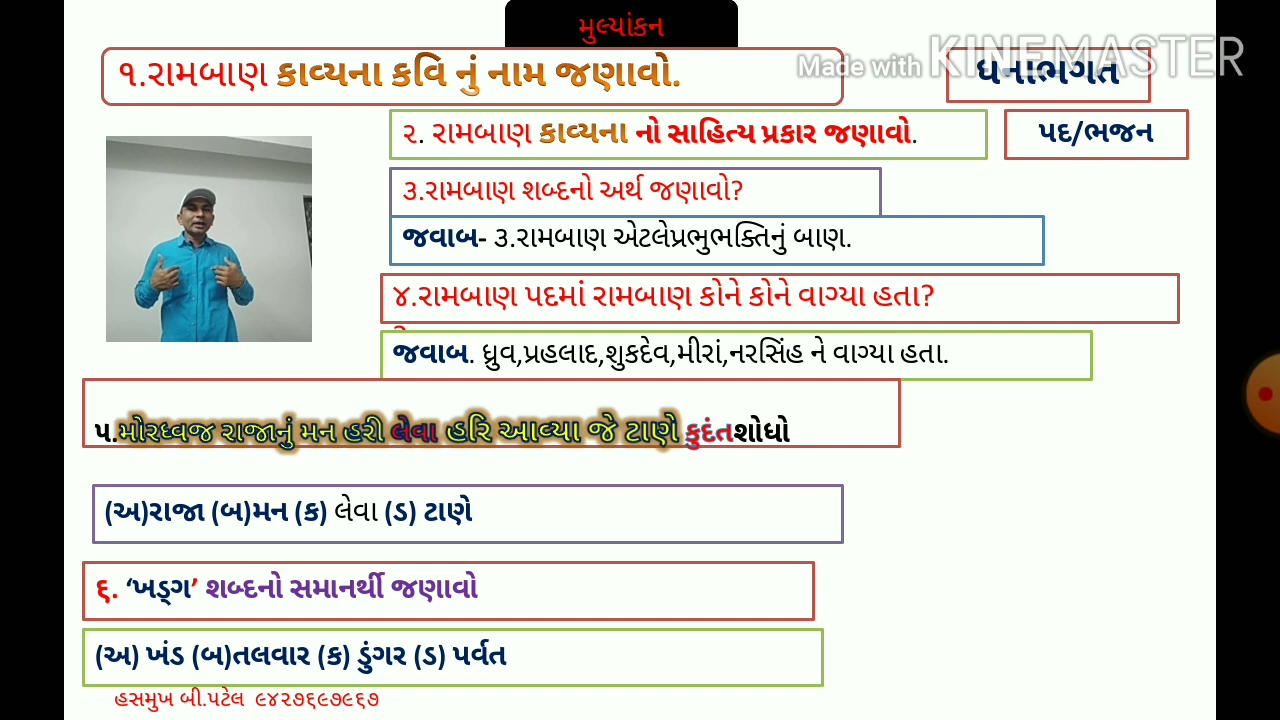 મુલ્યાંકન
૧.રામબાણ કાવ્યના કવિ નું નામ જણાવો.
Made with KINEMASTER
ધનાભગત
૨. રામબાણ કાવ્યના નો સાહિત્ય પ્રકાર જણાવો.
પદ/ભજન
૩.રામબાણ શબ્દનો અર્થ જણાવો?
જવાબ- ૩.રામબાણ એટલેપ્રભુભક્તિનું બાણ.
૪.રામબાણ પદમાં રામબાણ કોને કોને વાગ્યા હતા?
જવાબ. ધ્રુવ,પ્રહલાદ,શુકદેવ,મીરાં,નરસિંહ ને વાગ્યા હતા.
૫.મોરધ્વજ રાજાનું મન હરી લેવા હરિ આવ્યા જે ટાણે કુદંતશોધો
(અ)રાજા (બ)મન (ક) લેવા (ડ) ટાણે
૬. ‘ખડ્ગ’ શબ્દનો સમાનર્થી જણાવો
(અ) ખંડ (બ)તલવાર (ક) ડુંગર (ડ) પર્વત
હસમુખ બી.પટેલ ૯૪૨૭૬૯૭૯૬૭